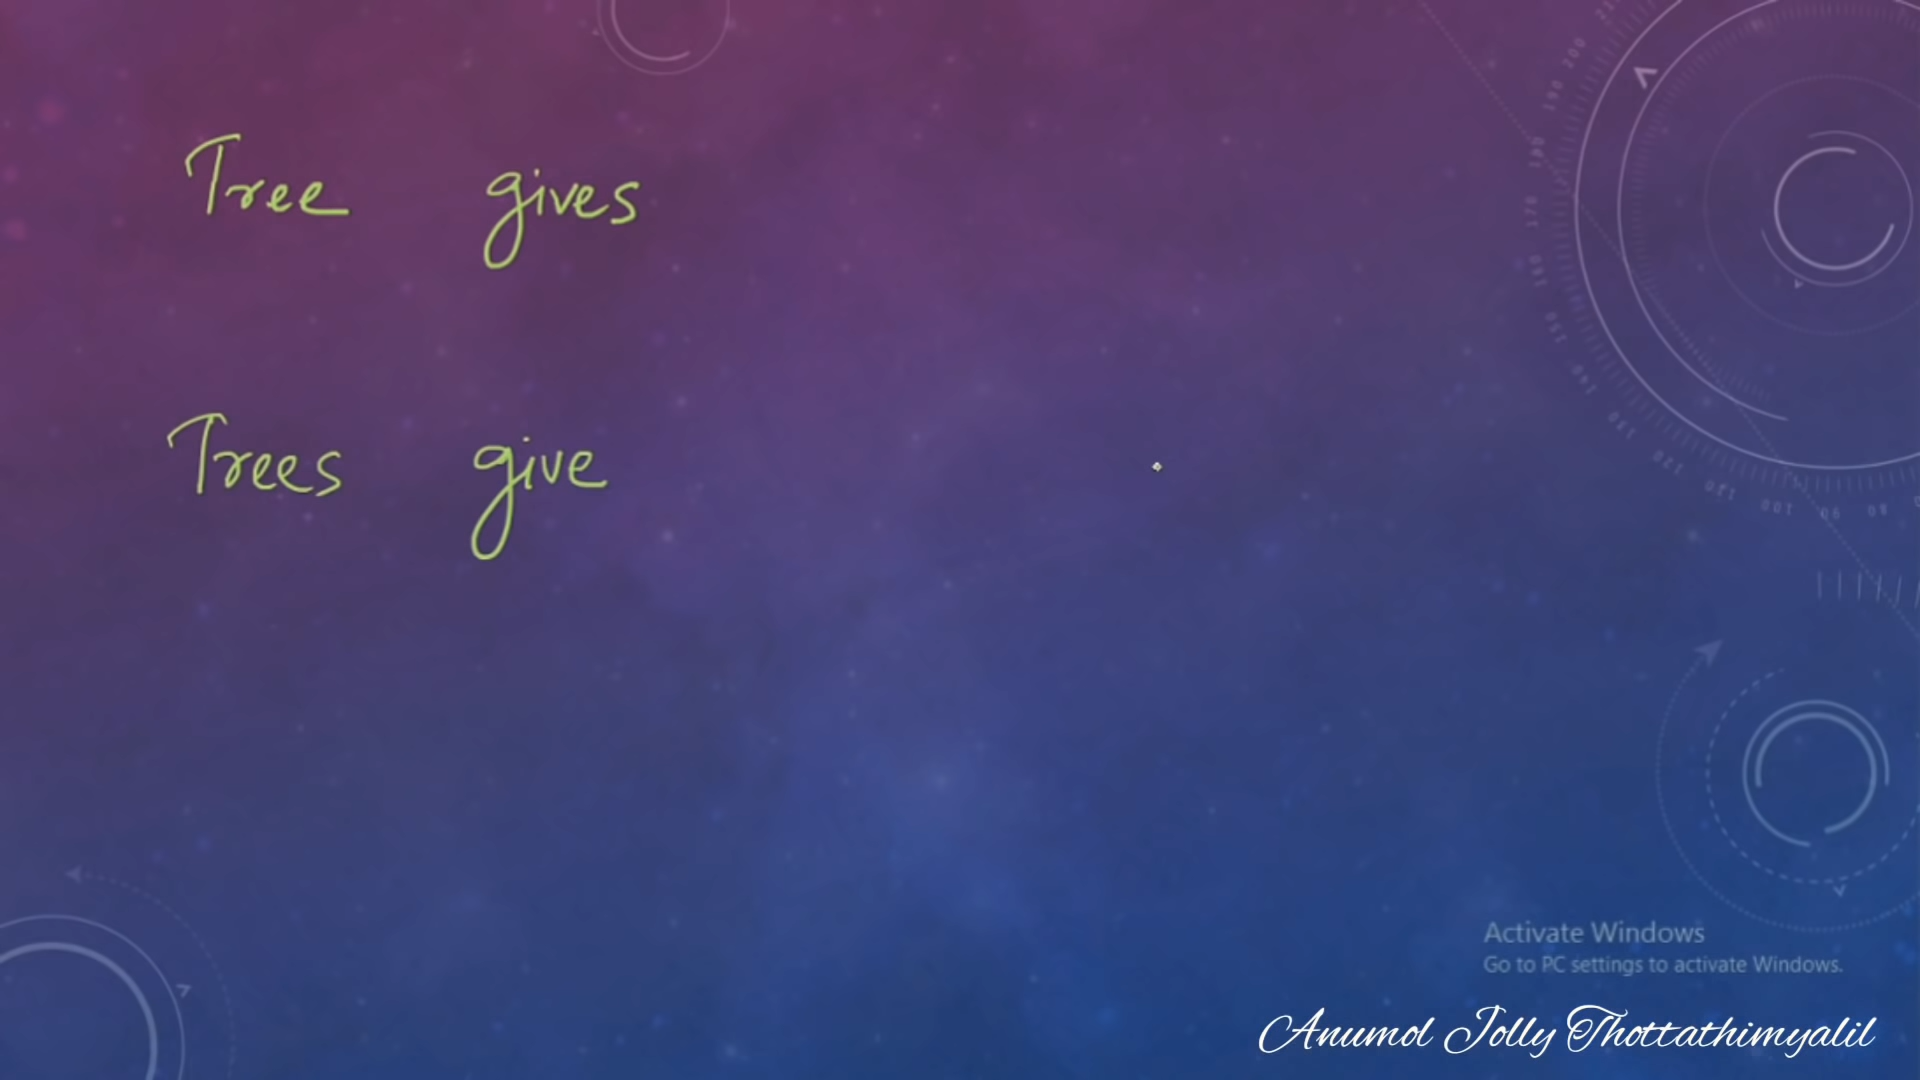 Tree gives
Trees give
Activate Windows
Go to PC settings to activate Windows.
Anumol Jolly Thottathimyalil